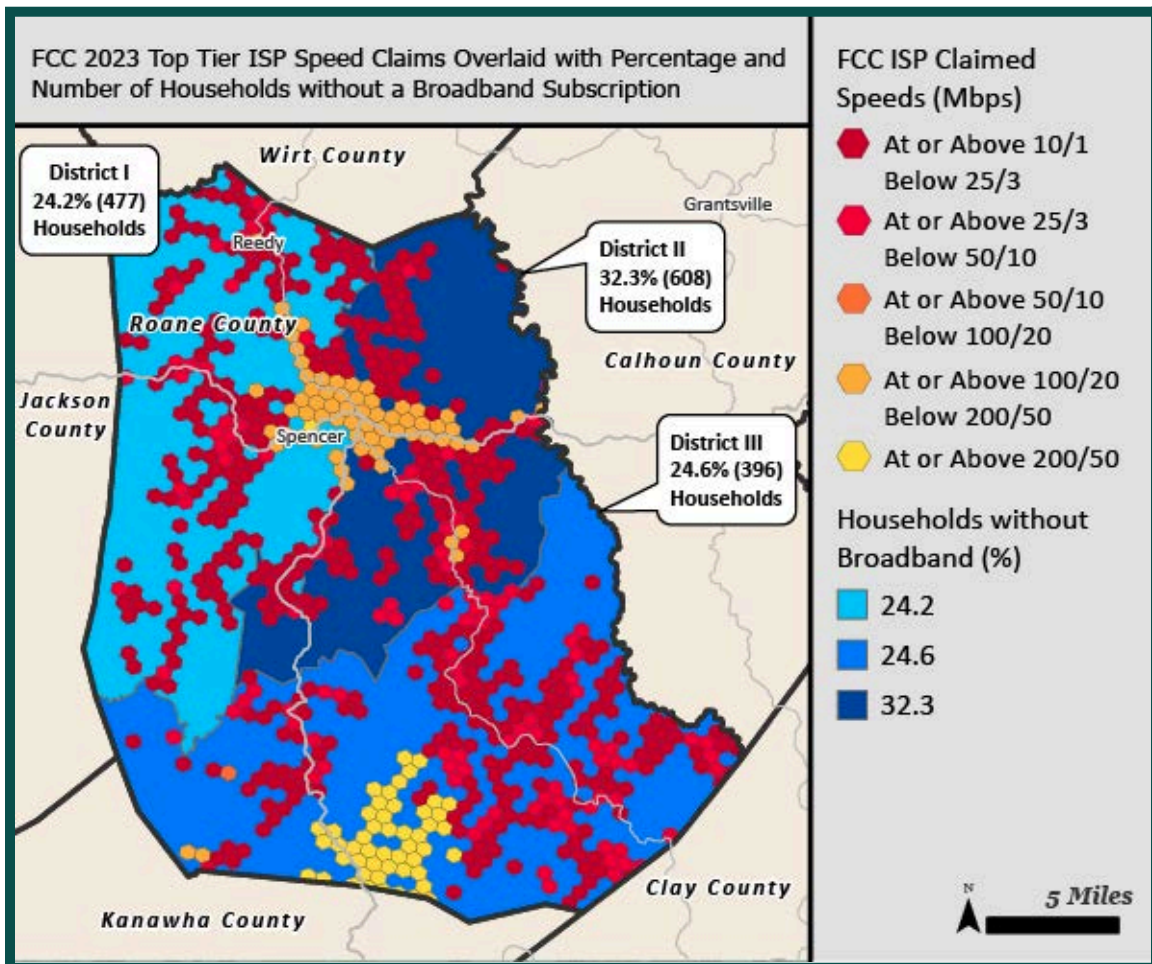 FCC 2023 Top Tier ISP Speed Claims Overlaid with Percentage and
Number of Households without a Broadband Subscription
District I
24.2% (477)
Households
Wirt County
Grantsville
Reedy
District II
32.3% (608)
Households
Roane County
Calhoun County
Jackson
County
Spencer
District III
24.6% (396)
Households
Clay County
Kanawha County
FCC ISP Claimed
Speeds (Mbps)
At or Above 10/1
Below 25/3
At or Above 25/3
Below 50/10
At or Above 50/10
Below 100/20
At or Above 100/20
Below 200/50
At or Above 200/50
Households without
Broadband (%)
24.2
24.6
32.3
N
5 Miles